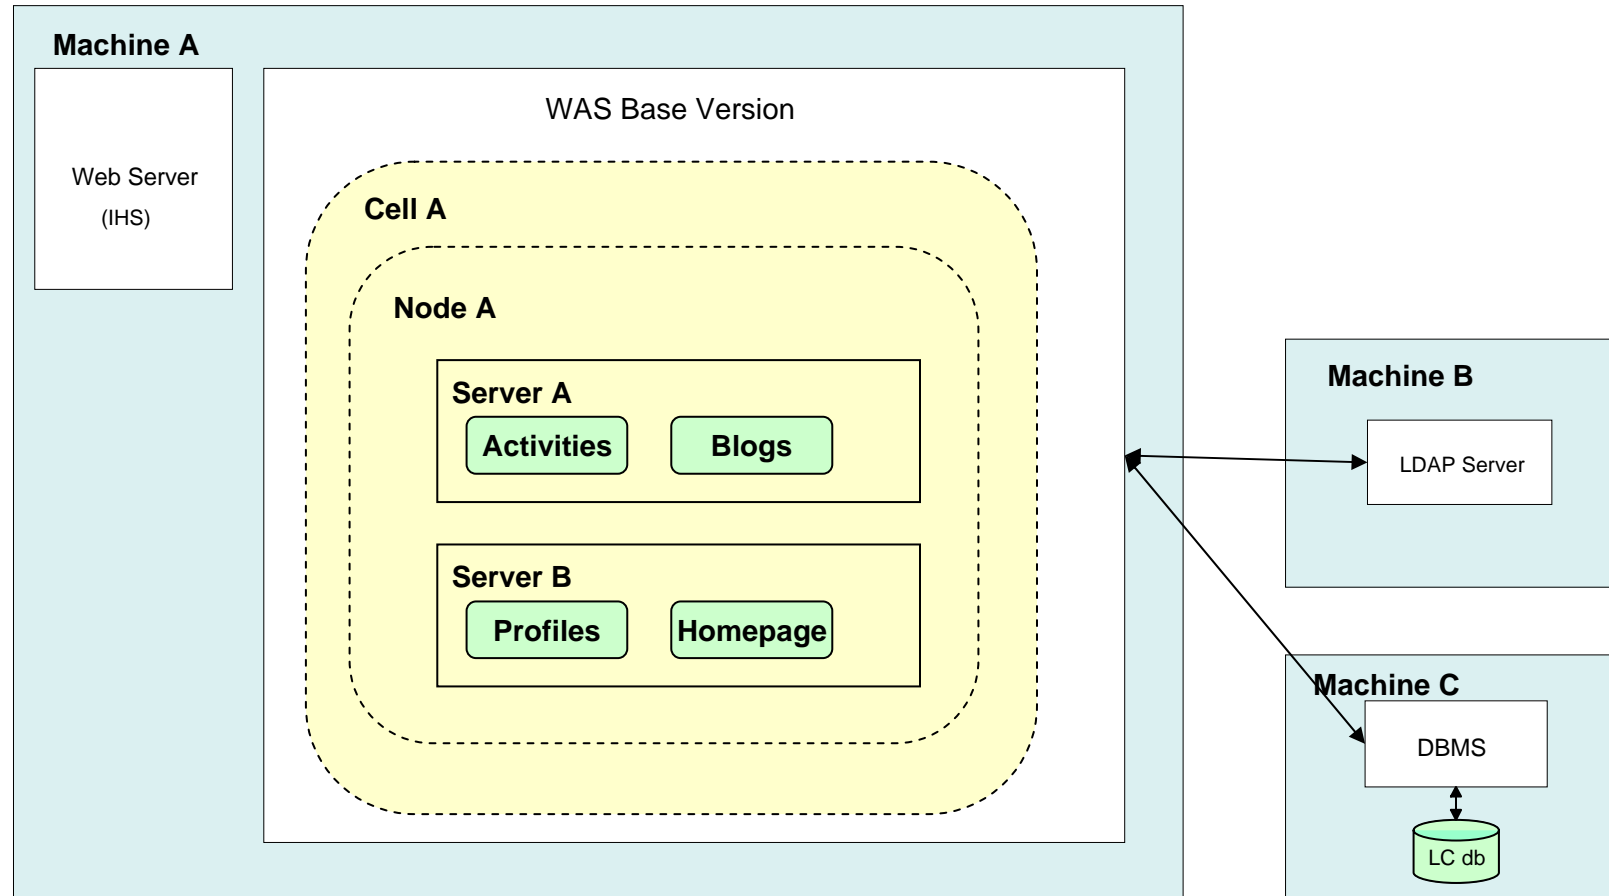 Machine A
Web Server
(IHS)
WAS Base Version
Cell A
Node A
Server A
Activities
Blogs
Server B
Profiles
Homepage
Machine B
LDAP Server
Machine C
DBMS
LC db